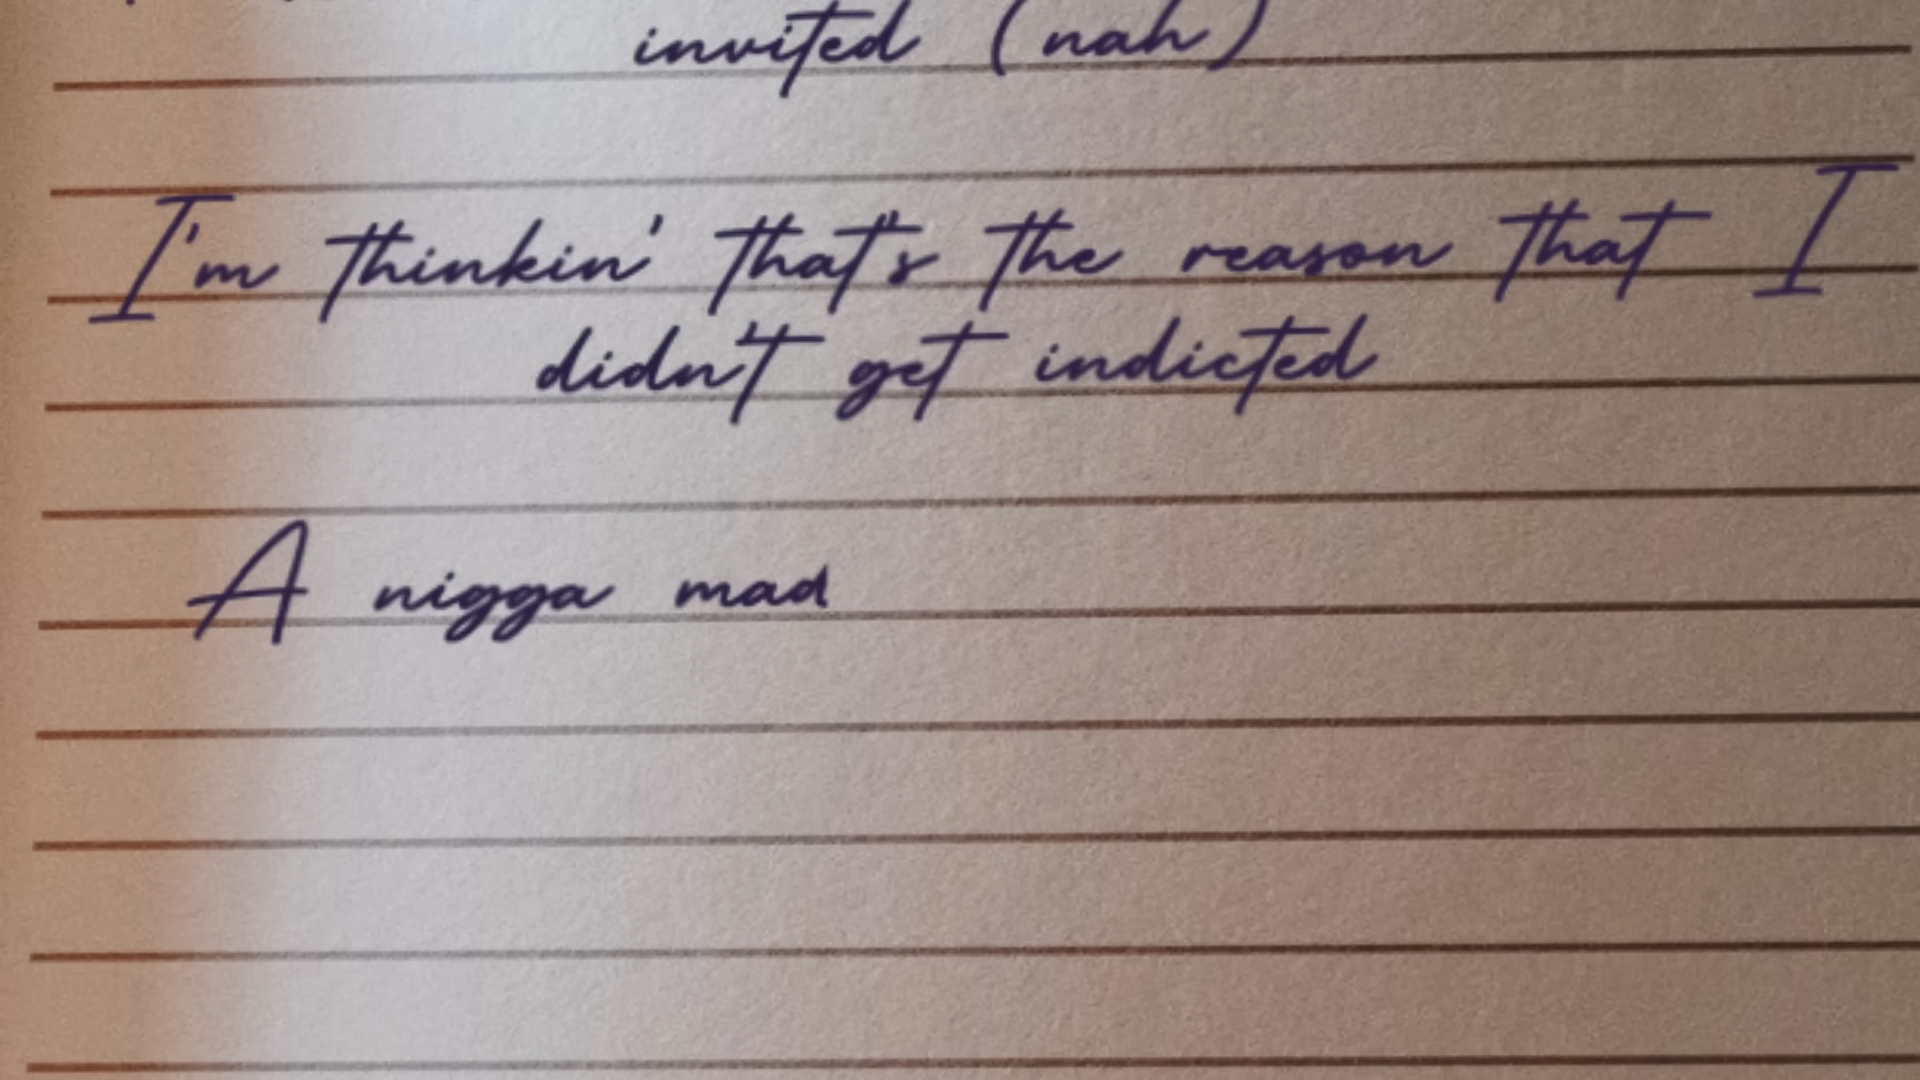 invited (nah)
I'm thinkin' that's the reason that I
didn't get indicted
A nigga mad